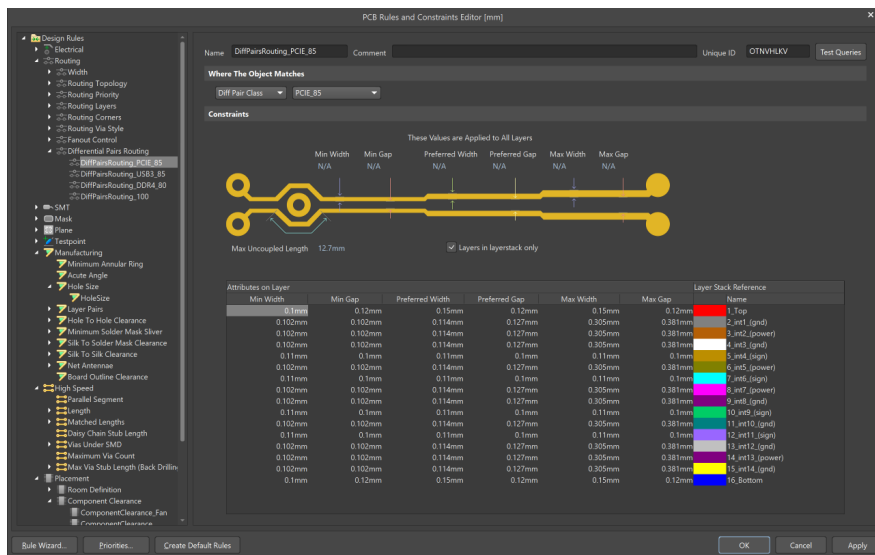 PCB Rules and Constraints Editor [mm]
Design Rules
Electrical
Routing
Width
Routing Topology
Routing Priority
Routing Layers
Routing Corners
Routing Via Style
Fanout Control
Differential Pairs Routing
DiffPairsRouting_PCIE_85
DiffPairsRouting_USB3_85
DiffPairsRouting_DDR4_80
DiffPairsRouting_100
SMT
Mask
Plane
Testpoint
Manufacturing
Minimum Annular Ring
Acute Angle
Hole Size
HoleSize
Layer Pairs
Hole To Hole Clearance
Minimum Solder Mask Sliver
Silk To Solder Mask Clearance
Silk To Silk Clearance
Net Antennae
Board Outline Clearance
High Speed
Parallel Segment
Length
Matched Lengths
Daisy Chain Stub Length
Vias Under SMD
Maximum Via Count
Max Via Stub Length (Back Drillin
Placement
Room Definition
Component Clearance
ComponentClearance_Fan
ComponentClearance
Name DiffPairsRouting_PCIE_85 Comment Unique ID OTNVHLKV Test Queries
Where The Object Matches
Diff Pair Class PCIE_85
Constraints
These Values are Applied to All Layers
Min Width Min Gap Preferred Width Preferred Gap Max Width Max Gap
N/A N/A N/A N/A N/A N/A
Max Uncoupled Length 12.7mm Layers in layerstack only
Attributes on Layer Layer Stack Reference
Min Width Min Gap Preferred Width Preferred Gap Max Width Max Gap Name
0.1mm 0.12mm 0.15mm 0.12mm 0.15mm 0.12mm 1_Top
0.102mm 0.102mm 0.114mm 0.127mm 0.305mm 0.381mm 2_int1_(gnd)
0.102mm 0.102mm 0.114mm 0.127mm 0.305mm 0.381mm 3_int2_(power)
0.102mm 0.102mm 0.114mm 0.127mm 0.305mm 0.381mm 4_int3_(gnd)
0.11mm 0.1mm 0.11mm 0.1mm 0.11mm 0.1mm 5_int4_(sign)
0.102mm 0.102mm 0.114mm 0.127mm 0.305mm 0.381mm 6_int5_(power)
0.11mm 0.1mm 0.11mm 0.1mm 0.11mm 0.1mm 7_int6_(sign)
0.102mm 0.102mm 0.114mm 0.127mm 0.305mm 0.381mm 8_int7_(power)
0.102mm 0.102mm 0.114mm 0.127mm 0.305mm 0.381mm 9_int8_(gnd)
0.11mm 0.1mm 0.11mm 0.1mm 0.11mm 0.1mm 10_int9_(sign)
0.102mm 0.102mm 0.114mm 0.127mm 0.305mm 0.381mm 11_int10_(gnd)
0.11mm 0.1mm 0.11mm 0.1mm 0.11mm 0.1mm 12_int11_(sign)
0.102mm 0.102mm 0.114mm 0.127mm 0.305mm 0.381mm 13_int12_(gnd)
0.102mm 0.102mm 0.114mm 0.127mm 0.305mm 0.381mm 14_int13_(power)
0.102mm 0.102mm 0.114mm 0.127mm 0.305mm 0.381mm 15_int14_(gnd)
0.1mm 0.12mm 0.15mm 0.12mm 0.15mm 0.12mm 16_Bottom
Rule Wizard... Priorities... Create Default Rules OK Cancel Apply